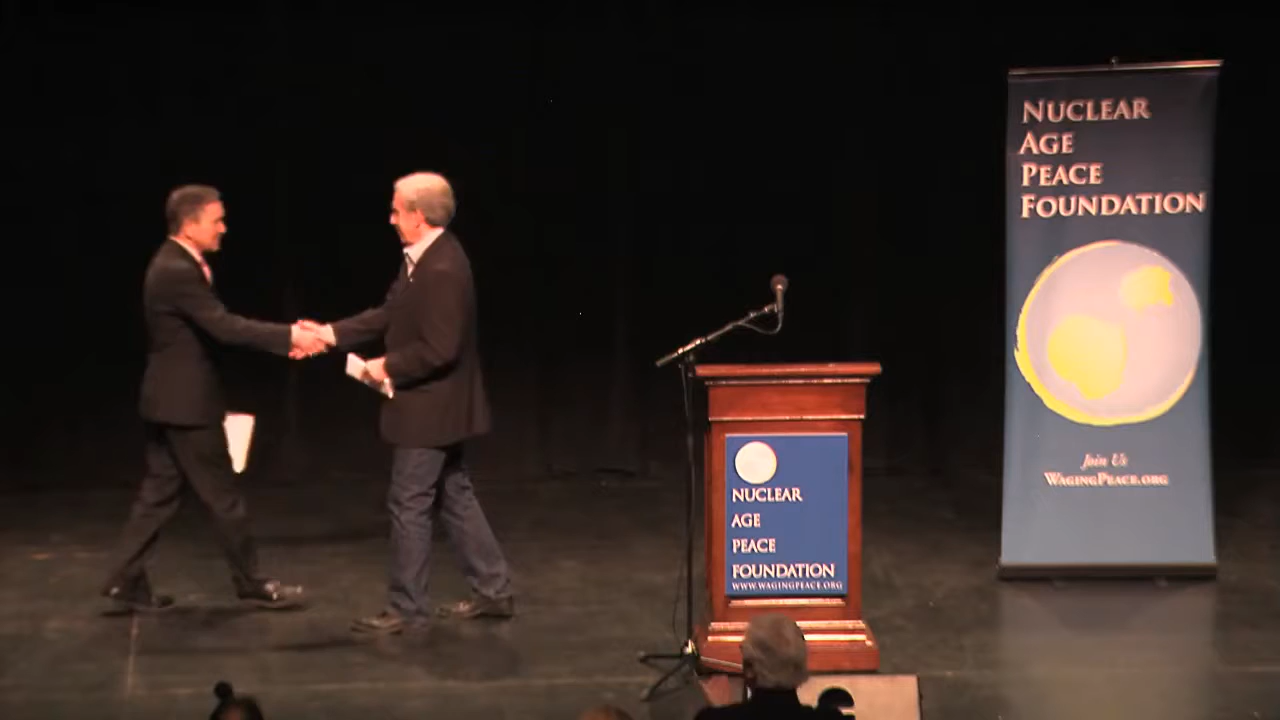 NUCLEAR
AGE
PEACE
FOUNDATION
Join Us
WAGINGPEACE.ORG
NUCLEAR
AGE
PEACE
FOUNDATION
WWW.WAGINGPEACE.ORG